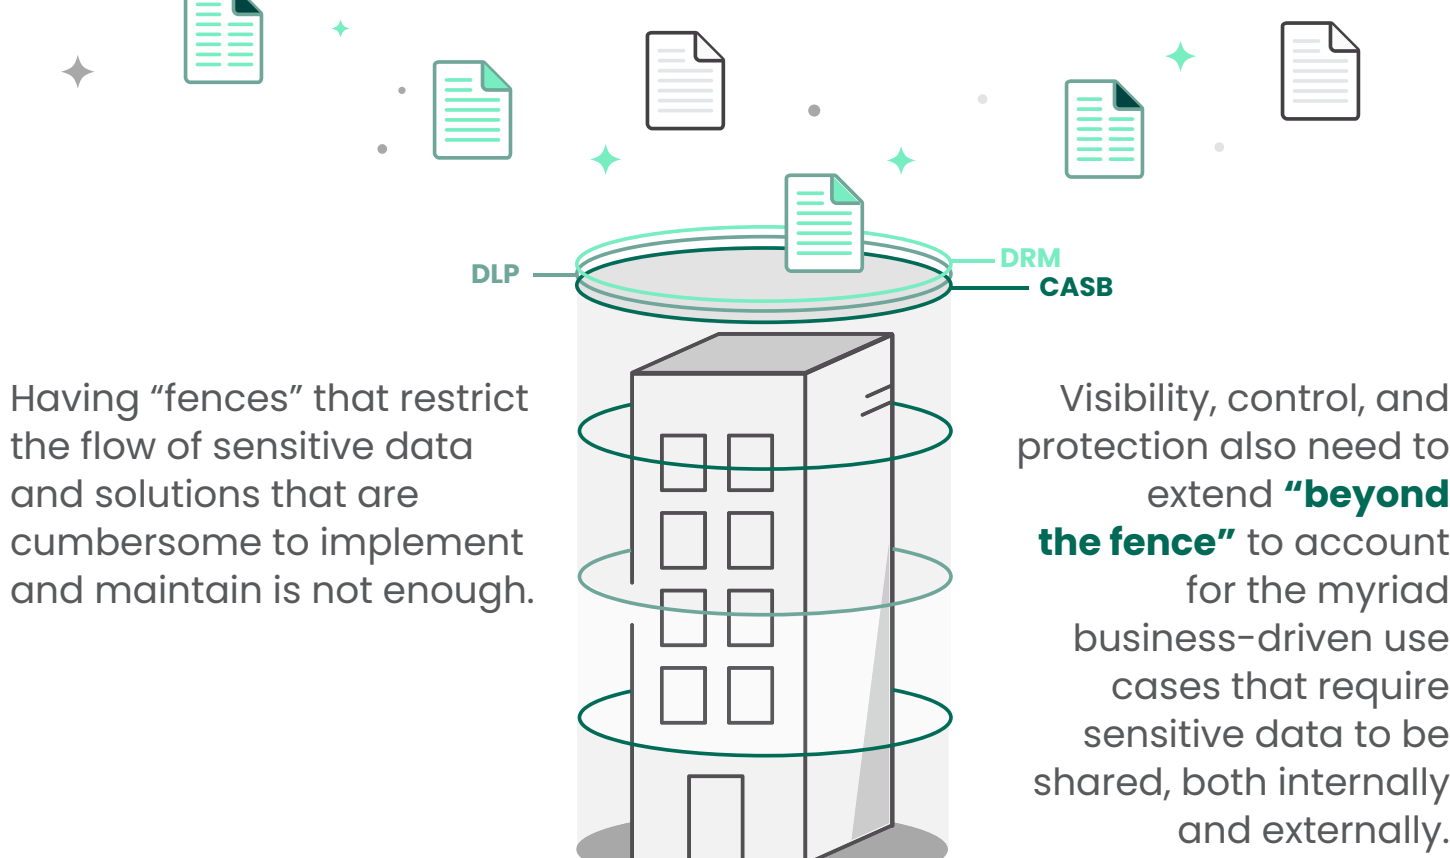 DLP
DRM
CASB
Having “fences” that restrict
the flow of sensitive data
and solutions that are
cumbersome to implement
and maintain is not enough.
Visibility, control, and
protection also need to
extend “beyond
the fence” to account
for the myriad
business-driven use
cases that require
sensitive data to be
shared, both internally
and externally.